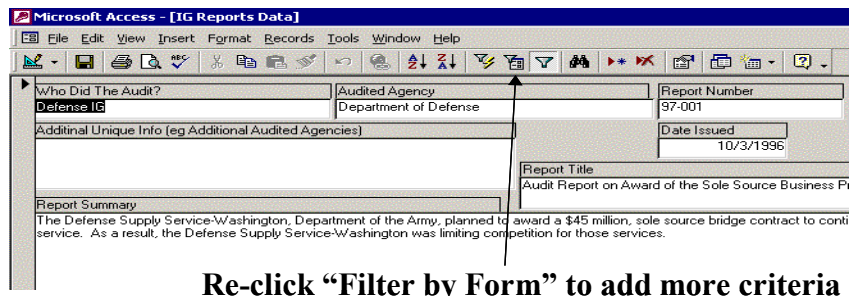 Microsoft Access - [IG Reports Data]
File Edit View Insert Format Records Tools Window Help
Who Did The Audit? Audited Agency Report Number
Defense IG Department of Defense 97-001
Additinal Unique Info (eg Additional Audited Agencies) Date Issued
10/3/1996
Report Title
Audit Report on Award of the Sole Source Business
Report Summary
The Defense Supply Service-Washington, Department of the Army, planned to award a $45 million, sole source bridge contract to
service. As a result, the Defense Supply Service-Washington was limiting competition for those services.
Re-click “Filter by Form” to add more criteria